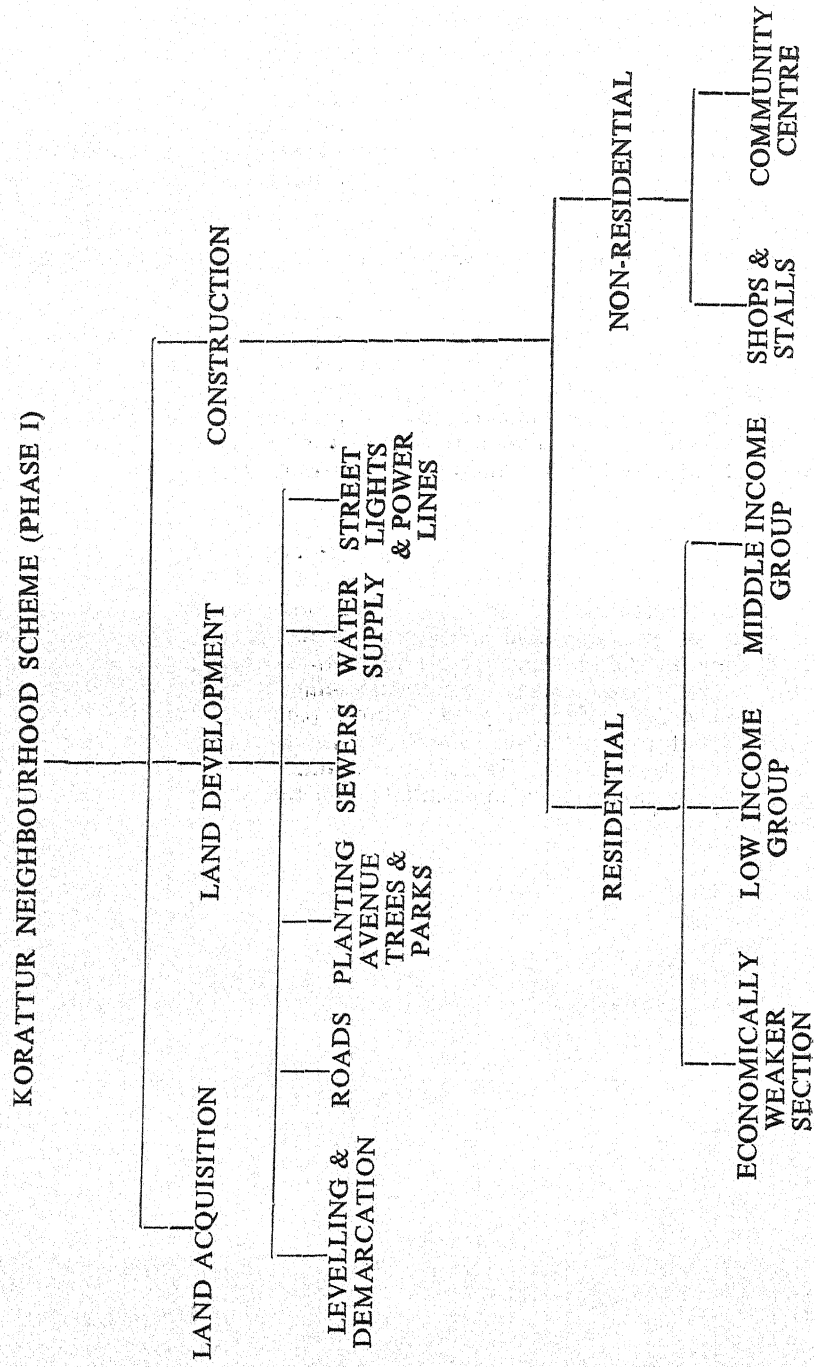 KORATTUR NEIGHBOURHOOD SCHEME (PHASE I)
LAND ACQUISITION
LAND DEVELOPMENT
CONSTRUCTION
LEVELLING &
DEMARCATION
ROADS
PLANTING
AVENUE
TREES &
PARKS
SEWERS
WATER
SUPPLY
STREET
LIGHTS
& POWER
LINES
RESIDENTIAL
NON-RESIDENTIAL
ECONOMICALLY
WEAKER
SECTION
LOW INCOME
GROUP
MIDDLE INCOME
GROUP
SHOPS &
STALLS
COMMUNITY
CENTRE